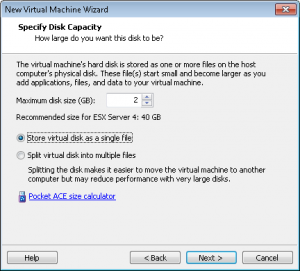 New Virtual Machine Wizard
Specify Disk Capacity
How large do you want this disk to be?
The virtual machine's hard disk is stored as one or more files on the host
computer's physical disk. These file(s) start small and become larger as you
add applications, files, and data to your virtual machine.
Maximum disk size (GB): 2
Recommended size for ESX Server 4: 40 GB
Store virtual disk as a single file
Split virtual disk into multiple files
Splitting the disk makes it easier to move the virtual machine to another
computer but may reduce performance with very large disks.
Pocket ACE size calculator
Help < Back Next > Cancel